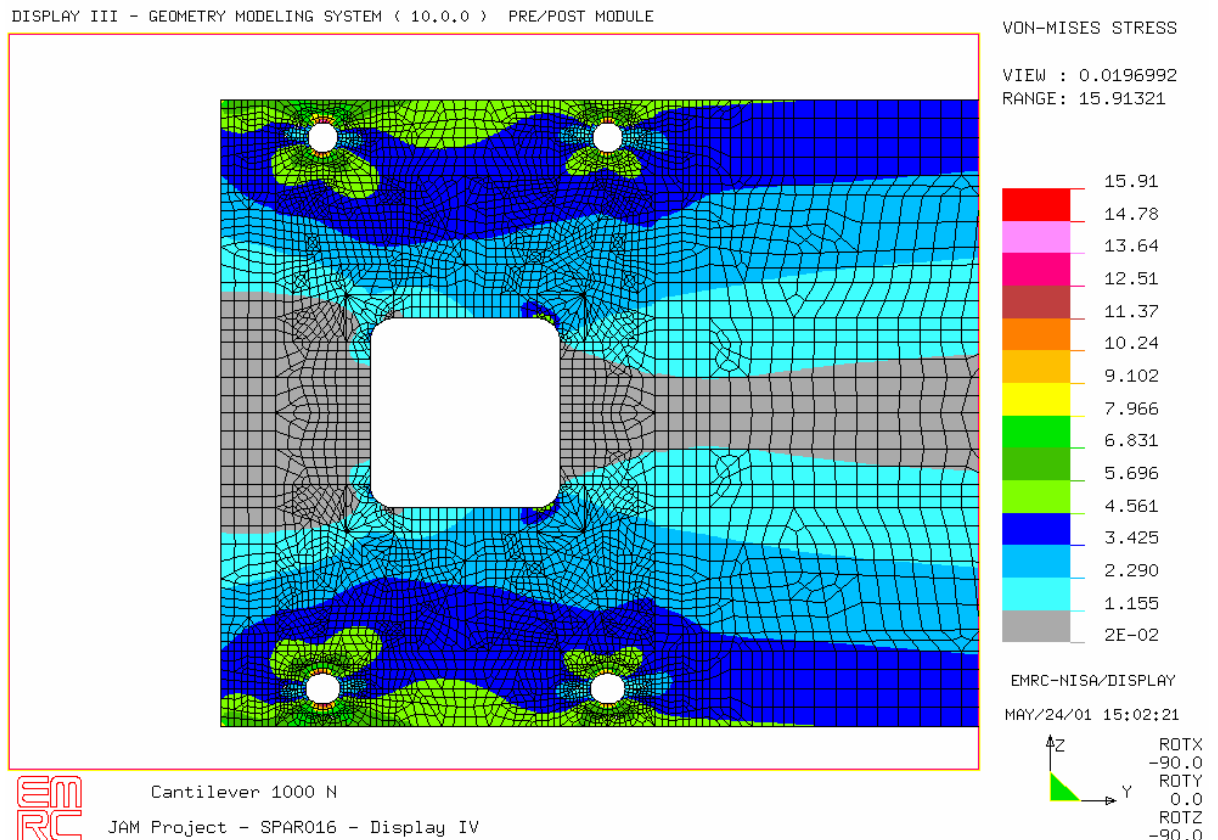 DISPLAY III - GEOMETRY MODELING SYSTEM ( 10.0.0 ) PRE/POST MODULE
VON-MISES STRESS
VIEW : 0.0196992
RANGE: 15.91321
15.91
14.78
13.64
12.51
11.37
10.24
9.102
7.966
6.831
5.696
4.561
3.425
2.290
1.155
2E-02
EMRC-NISA/DISPLAY
MAY/24/01 15:02:21
Z
Y
ROTX
-90.0
ROTY
0.0
ROTZ
-90.0
EM
RC
Cantilever 1000 N
JAM Project - SPAR016 - Display IV